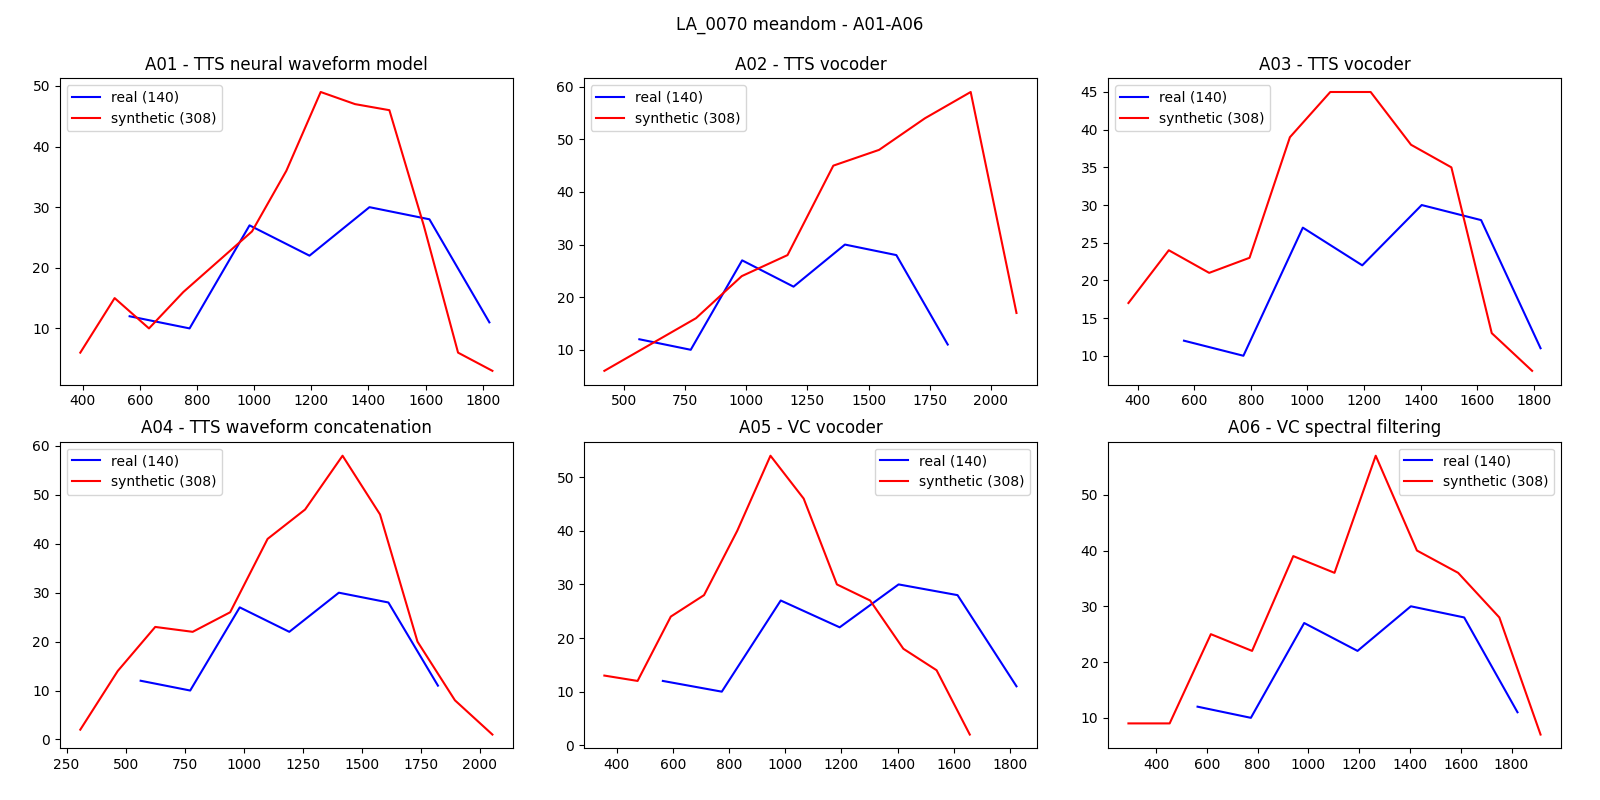 LA_0070 meandom - A01-A06
A01 - TTS neural waveform model
real (140)
synthetic (308)
50
40
30
20
10
400 600 800 1000 1200 1400 1600 1800
A02 - TTS vocoder
real (140)
synthetic (308)
60
50
40
30
20
10
500 750 1000 1250 1500 1750 2000
A03 - TTS vocoder
real (140)
synthetic (308)
45
40
35
30
25
20
15
10
400 600 800 1000 1200 1400 1600 1800
A04 - TTS waveform concatenation
real (140)
synthetic (308)
60
50
40
30
20
10
0
250 500 750 1000 1250 1500 1750 2000
A05 - VC vocoder
real (140)
synthetic (308)
50
40
30
20
10
0
400 600 800 1000 1200 1400 1600 1800
A06 - VC spectral filtering
real (140)
synthetic (308)
50
40
30
20
10
400 600 800 1000 1200 1400 1600 1800